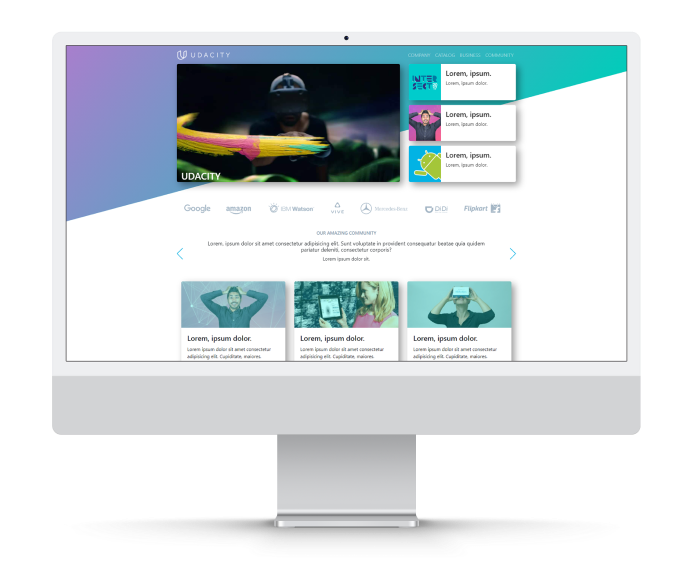 UDACITY
COMPANY CATALOG BUSINESS COMMUNITY
UDACITY
INTER
SECT
Lorem, ipsum.
Lorem, ipsum dolor.
Lorem, ipsum.
Lorem, ipsum dolor.
Lorem, ipsum.
Lorem, ipsum dolor.
Google amazon IBM Watson VIVE Mercedes-Benz DiDi Flipkart
OUR AMAZING COMMUNITY
Lorem, ipsum dolor sit amet consectetur adipisicing elit. Sunt voluptate in provident consequatur beatae quia quidem
pariatur deleniti, consectetur corporis?
Lorem ipsum dolor sit.
Lorem, ipsum dolor.
Lorem ipsum dolor sit amet consectetur
adipisicing elit. Cupiditate, maiores
Lorem, ipsum dolor.
Lorem ipsum dolor sit amet consectetur
adipisicing elit. Cupiditate, maiores
Lorem, ipsum dolor.
Lorem ipsum dolor sit amet consectetur
adipisicing elit. Cupiditate, maiores